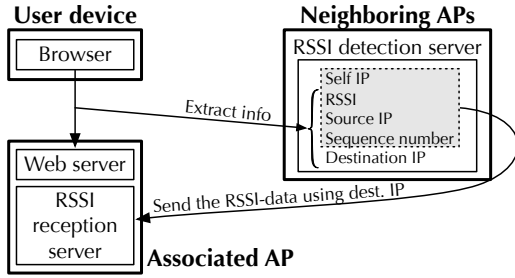 User device
Browser
Neighboring APs
RSSI detection server
Self IP
RSSI
Source IP
Sequence number
Destination IP
Extract info
Web server
RSSI
reception
server
Send the RSSI-data using dest. IP
Associated AP